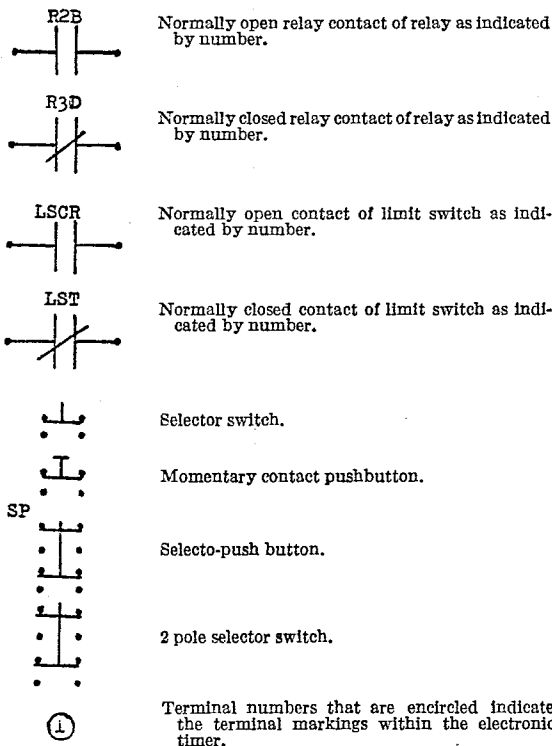 R2B
Normally open relay contact of relay as indicated
by number.
R3D
Normally closed relay contact of relay as indicated
by number.
LSCR
Normally open contact of limit switch as indi-
cated by number.
LST
Normally closed contact of limit switch as indi-
cated by number.
Selector switch.
Momentary contact pushbutton.
SP
Selecto-push button.
2 pole selector switch.
1
Terminal numbers that are encircled indicate
the terminal markings within the electronic
timer.